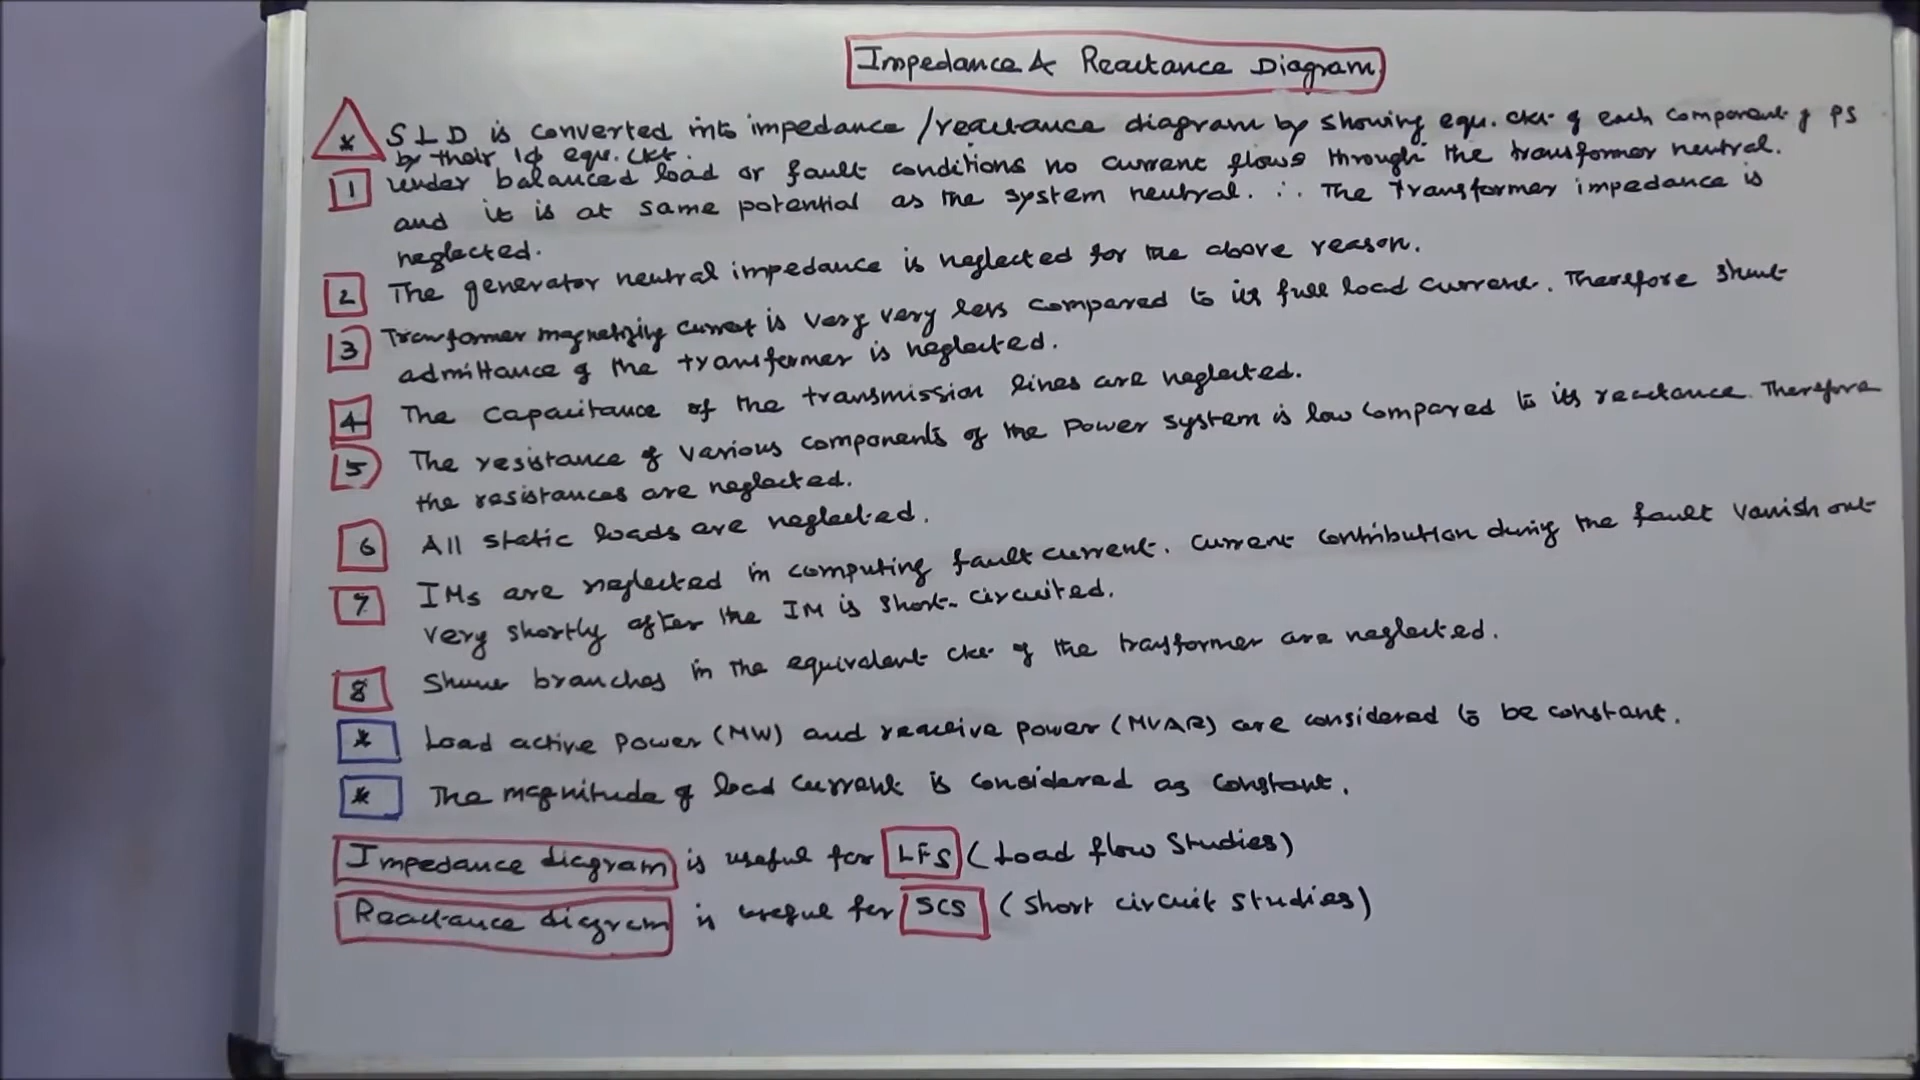 Impedance & Reactance Diagram
* SLD is converted into impedance/reactance diagram by showing equ. ckt of each component of PS
by their 1φ equ. ckt.
1 Under balanced load or fault conditions no current flows through the transformer neutral.
and it is at same potential as the system neutral. ∴ The transformer impedance is
neglected.
2 The generator neutral impedance is neglected for the above reason.
3 Transformer magnetizing current is very very less compared to its full load current. Therefore shunt
admittance of the transformer is neglected.
4 The capacitance of the transmission lines are neglected.
5 The resistance of various components of the power system is low compared to its reactance. Therefore
the resistances are neglected.
6 All static loads are neglected.
7 IMs are neglected in computing fault current. Current contribution during the fault vanish out
very shortly after the IM is short-circuited.
8 Shunt branches in the equivalent ckt of the trasformer are neglected.
* Load active power (MW) and reactive power (MVAR) are considered to be constant.
* The magnitude of load current is considered as constant.
Impedance diagram is useful for LFS (Load flow Studies)
Reactance diagram is useful for SCS (Short circuit studies)